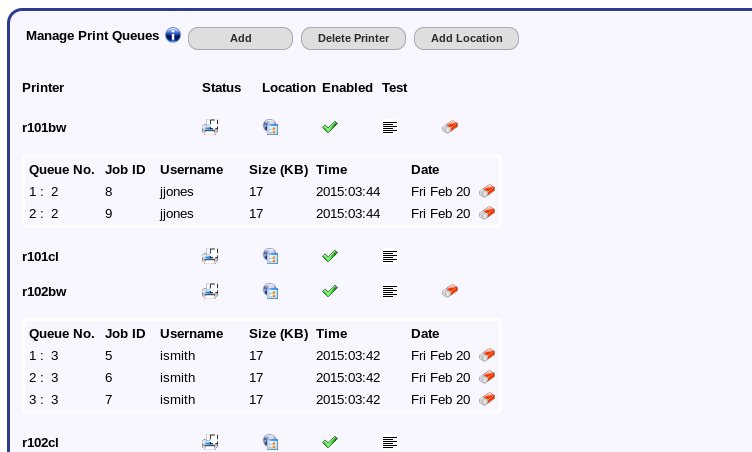 Manage Print Queues Add Delete Printer Add Location
Printer Status Location Enabled Test
r101bw
Queue No. Job ID Username Size (KB) Time Date
1 : 2 8 jjones 17 2015:03:44 Fri Feb 20
2 : 2 9 jjones 17 2015:03:44 Fri Feb 20
r101cl
r102bw
Queue No. Job ID Username Size (KB) Time Date
1 : 3 5 ismith 17 2015:03:42 Fri Feb 20
2 : 3 6 ismith 17 2015:03:42 Fri Feb 20
3 : 3 7 ismith 17 2015:03:42 Fri Feb 20
r102cl